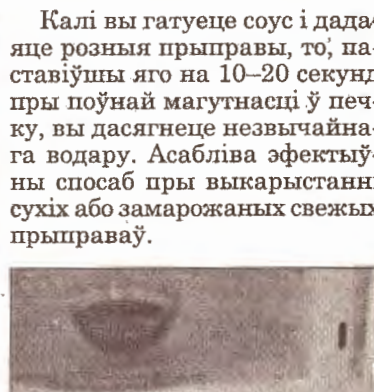 Калі вы гатуеце соус і дада-
яце розныя прыправы, то, па-
ставіўшы яго на 10–20 секунд
пры поўнай магутнасці ў печ-
ку, вы дасягнеце незвычайна-
га водару. Асабліва эфектыў-
ны спосаб пры выкарыстанні
сухіх або замарожаных свежых
прыправаў.